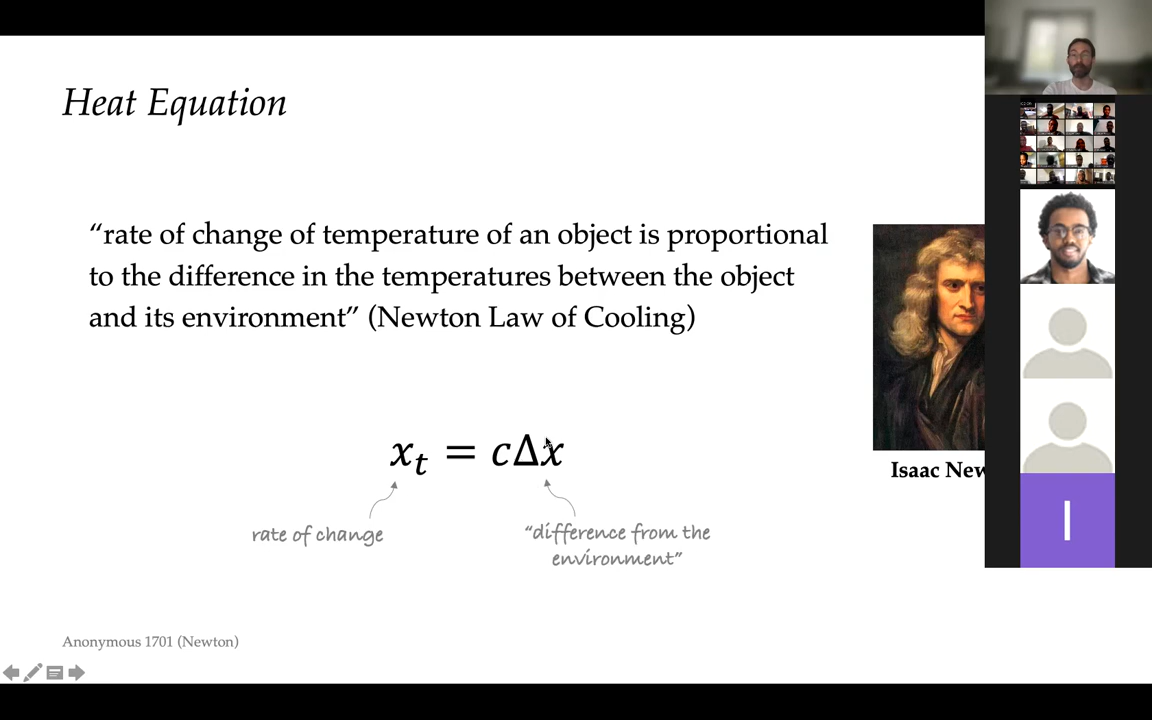 Heat Equation
“rate of change of temperature of an object is proportional
to the difference in the temperatures between the object
and its environment” (Newton Law of Cooling)
xₜ = cΔx
Isaac New
rate of change
“difference from the
environment”
I
Anonymous 1701 (Newton)